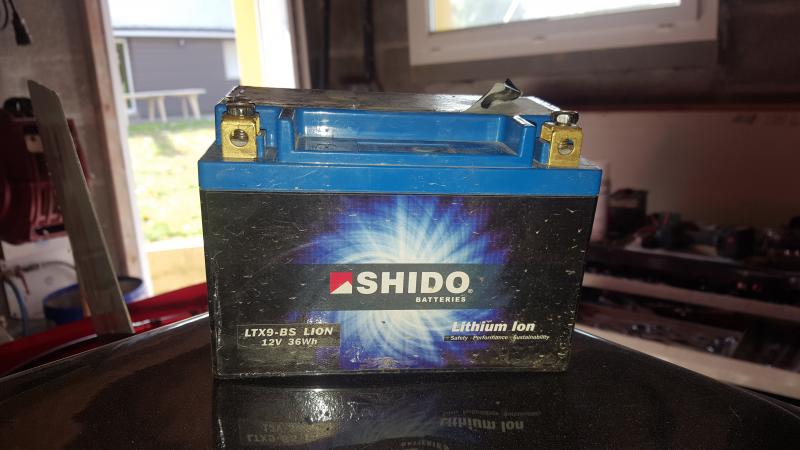 SHIDO
BATTERIES
LTX9-BS LION
12V 36Wh
Lithium Ion
Safety - Performance - Sustainability